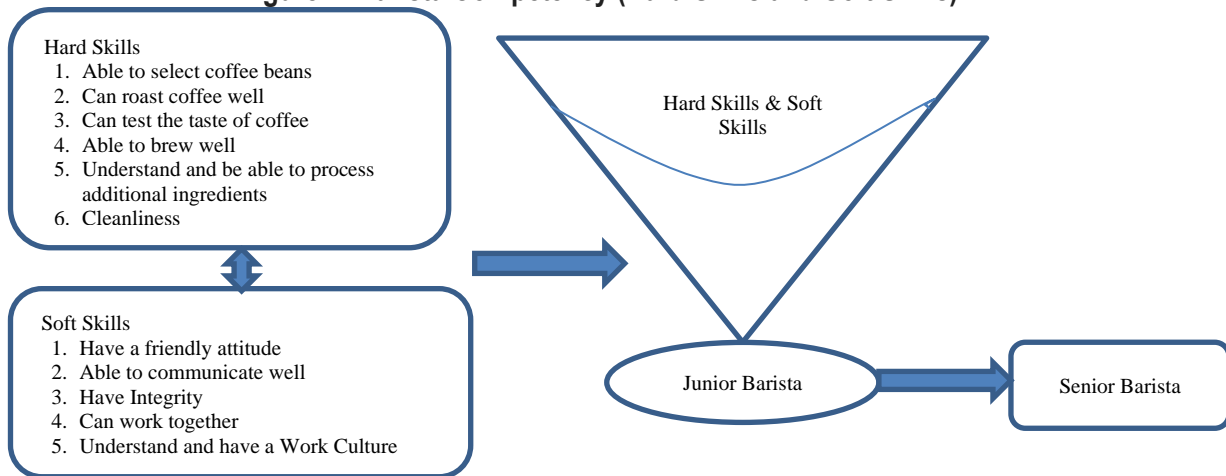 Hard Skills
1. Able to select coffee beans
2. Can roast coffee well
3. Can test the taste of coffee
4. Able to brew well
5. Understand and be able to process
additional ingredients
6. Cleanliness
Soft Skills
1. Have a friendly attitude
2. Able to communicate well
3. Have Integrity
4. Can work together
5. Understand and have a Work Culture
Hard Skills & Soft
Skills
Junior Barista
Senior Barista